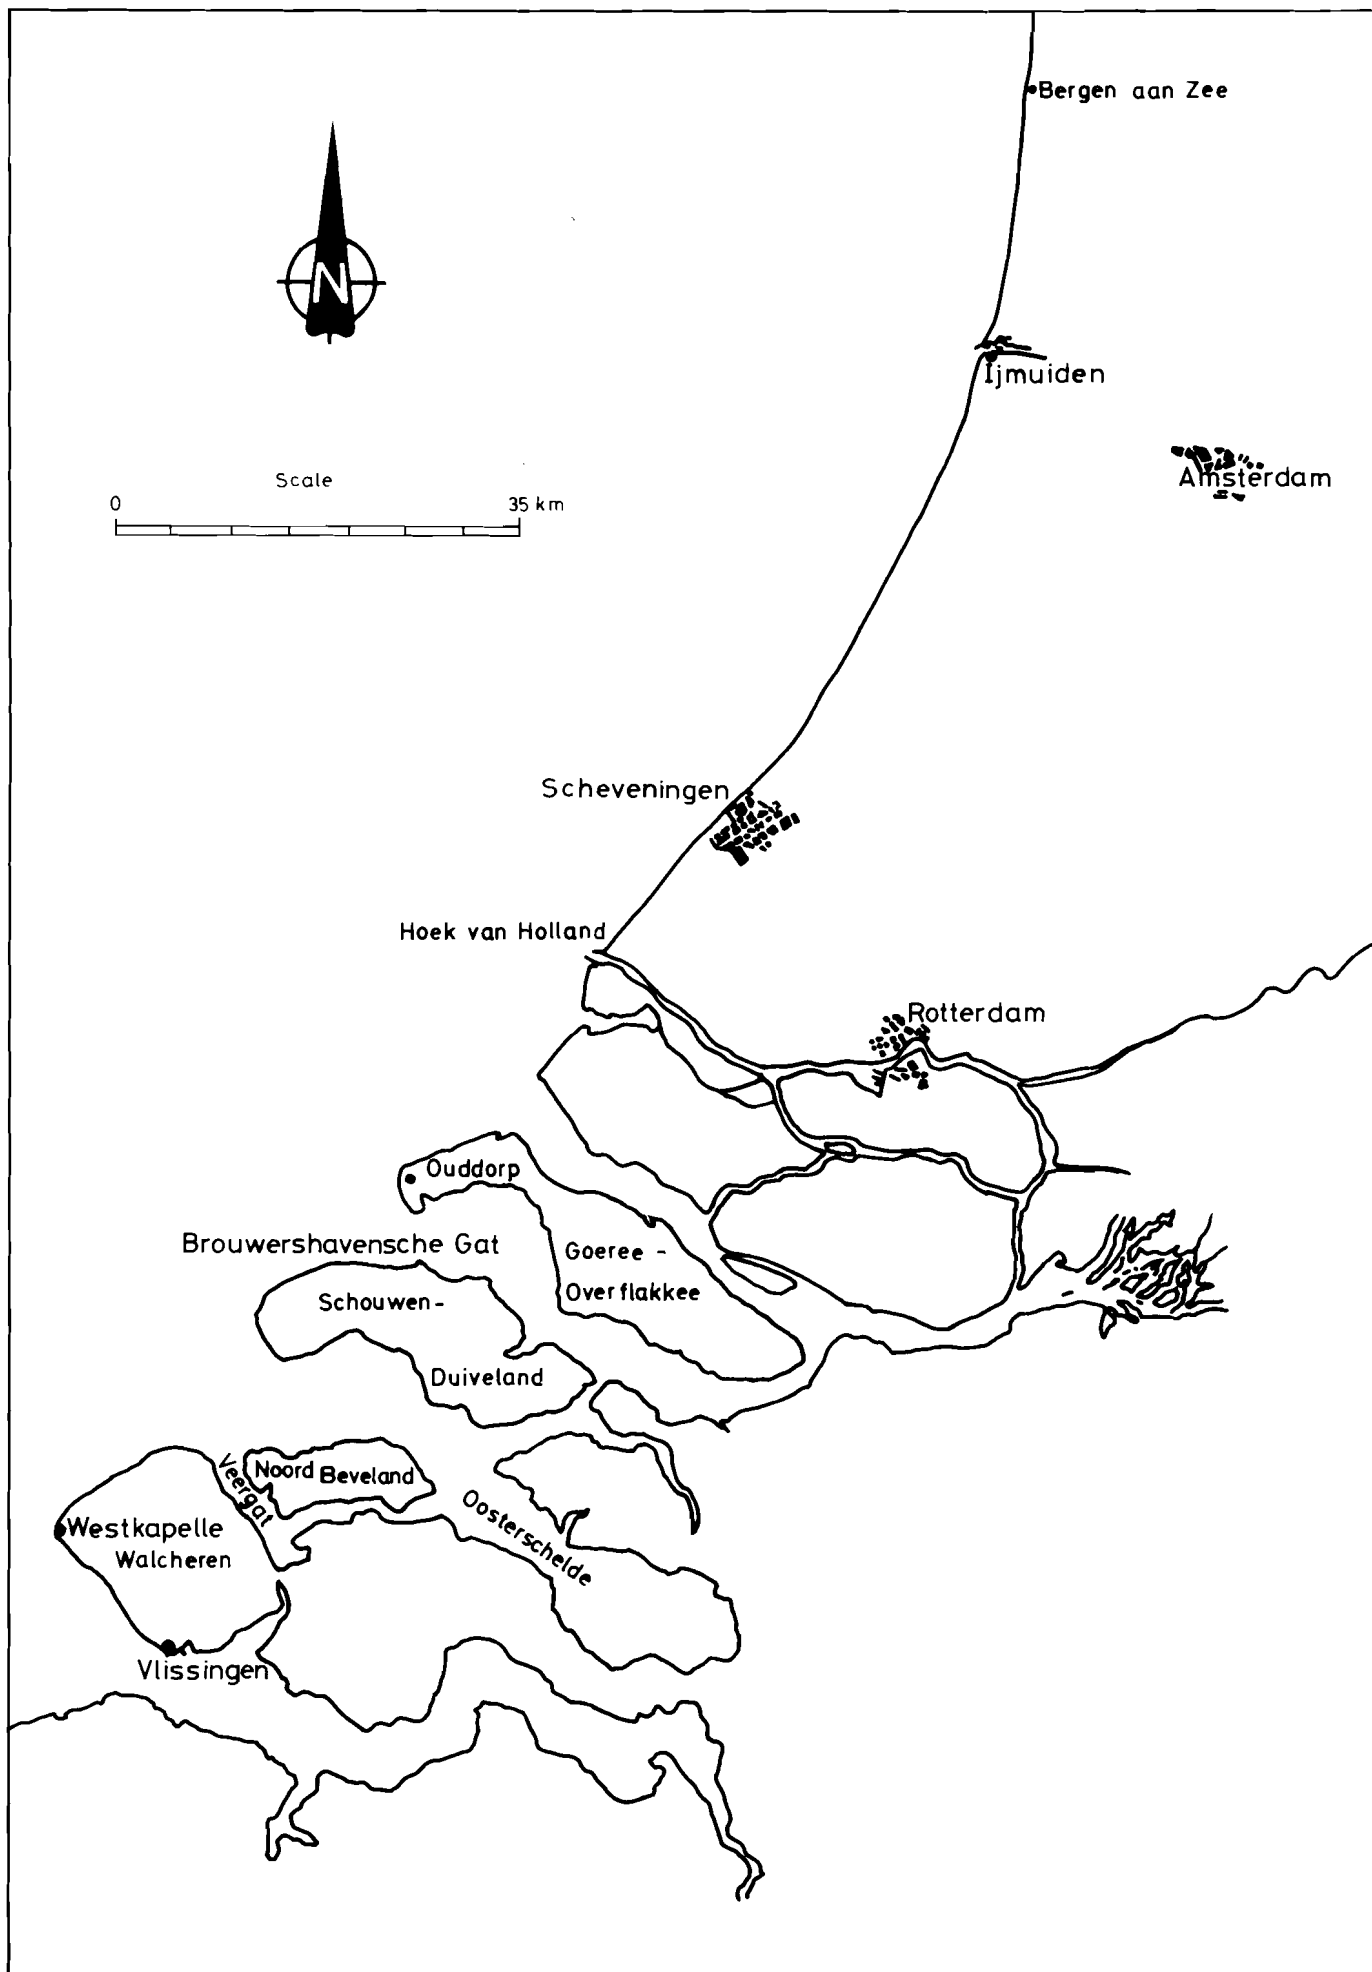 Bergen aan Zee
N
Ijmuiden
Amsterdam
Scale
0 35 km
Scheveningen
Hoek van Holland
Rotterdam
Ouddorp
Brouwershavensche Gat
Goeree -
Overflakkee
Schouwen-
Duiveland
Veergat
Noord Beveland
Oosterschelde
Westkapelle
Walcheren
Vlissingen